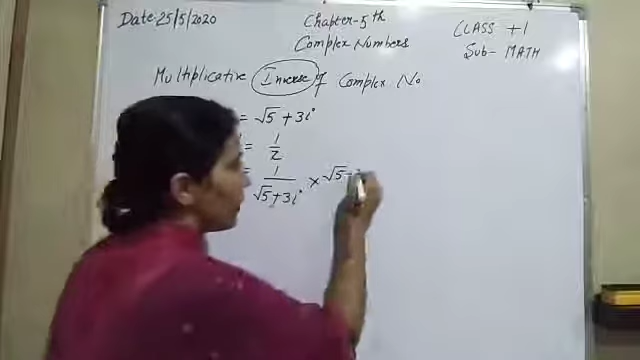 Date-25/5/2020
Chapter-5th
Complex Numbers
CLASS +1
Sub- MATH
Multiplicative Inverse of Complex No
= √5 + 3i
= 1/z
= 1/(√5+3i) × √5